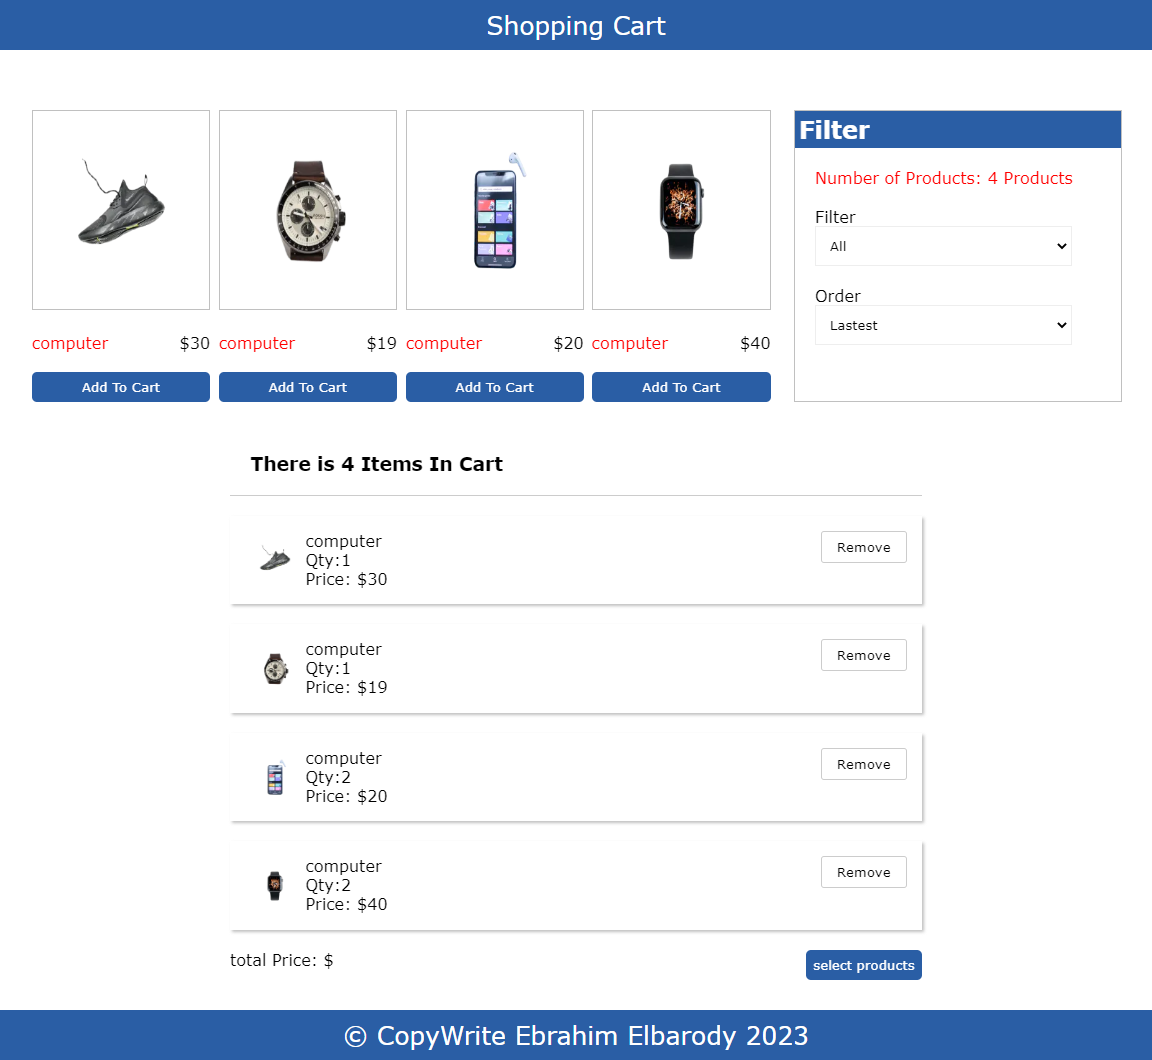 Shopping Cart
computer $30
Add To Cart
computer $19
Add To Cart
computer $20
Add To Cart
computer $40
Add To Cart
Filter
Number of Products: 4 Products
Filter
All
Order
Lastest
There is 4 Items In Cart
computer
Qty:1
Price: $30
Remove
computer
Qty:1
Price: $19
Remove
computer
Qty:2
Price: $20
Remove
computer
Qty:2
Price: $40
Remove
total Price: $
select products
© CopyWrite Ebrahim Elbarody 2023